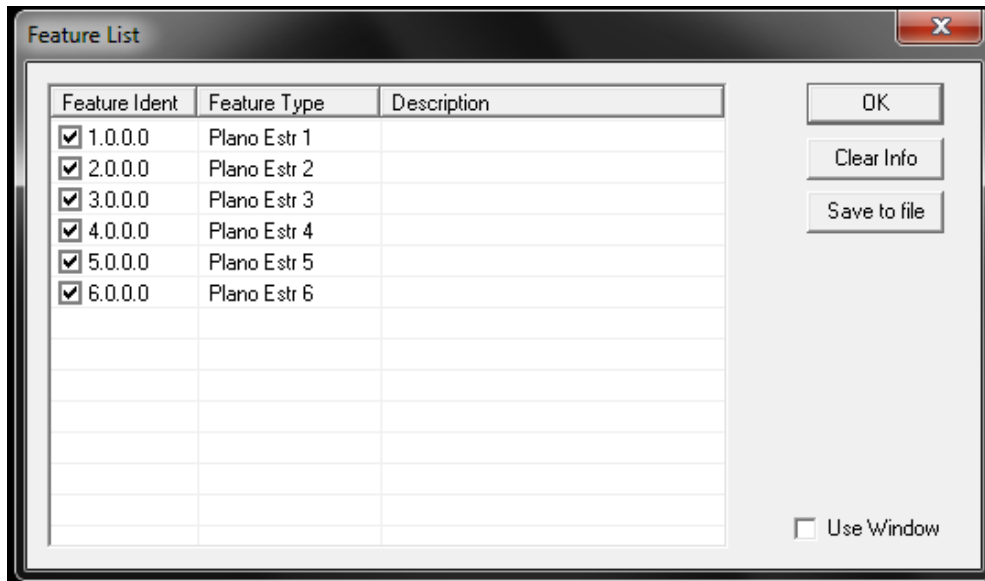 Feature List
Feature Ident Feature Type Description
1.0.0.0 Plano Estr 1
2.0.0.0 Plano Estr 2
3.0.0.0 Plano Estr 3
4.0.0.0 Plano Estr 4
5.0.0.0 Plano Estr 5
6.0.0.0 Plano Estr 6
OK
Clear Info
Save to file
Use Window